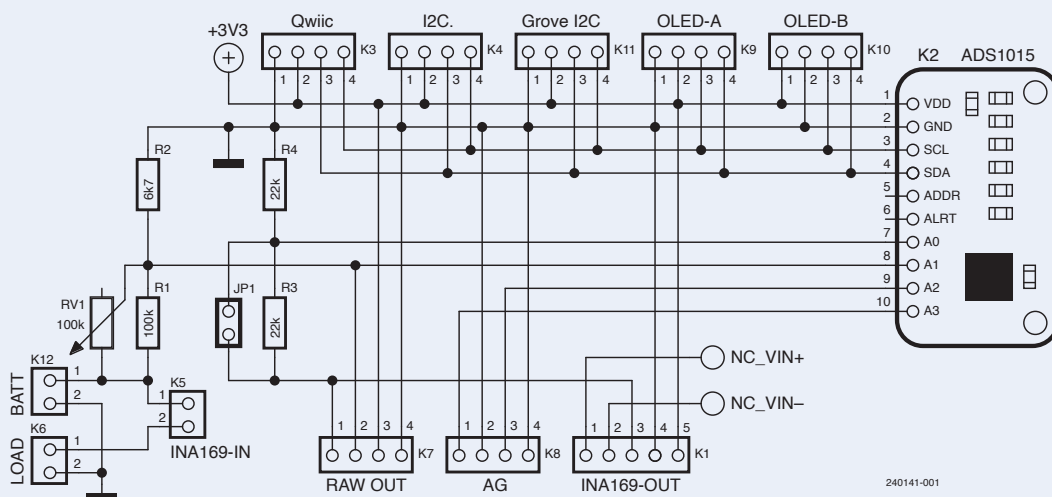 Qwiic
I2C.
Grove I2C
OLED-A
OLED-B
+3V3
K3
K4
K11
K9
K10
K2 ADS1015
1 2 3 4
1 2 3 4
1 2 3 4
1 2 3 4
1 2 3 4
1 VDD
2 GND
3 SCL
4 SDA
5 ADDR
6 ALRT
7 A0
8 A1
9 A2
10 A3
R2
6k7
R4
22k
RV1
100k
R1
100k
JP1
R3
22k
K12
BATT
1
2
K5
1
2
INA169-IN
K6
LOAD
1
2
NC_VIN+
NC_VIN–
1 2 3 4
K7
RAW OUT
1 2 3 4
K8
AG
1 2 3 4 5
K1
INA169-OUT
240141-001